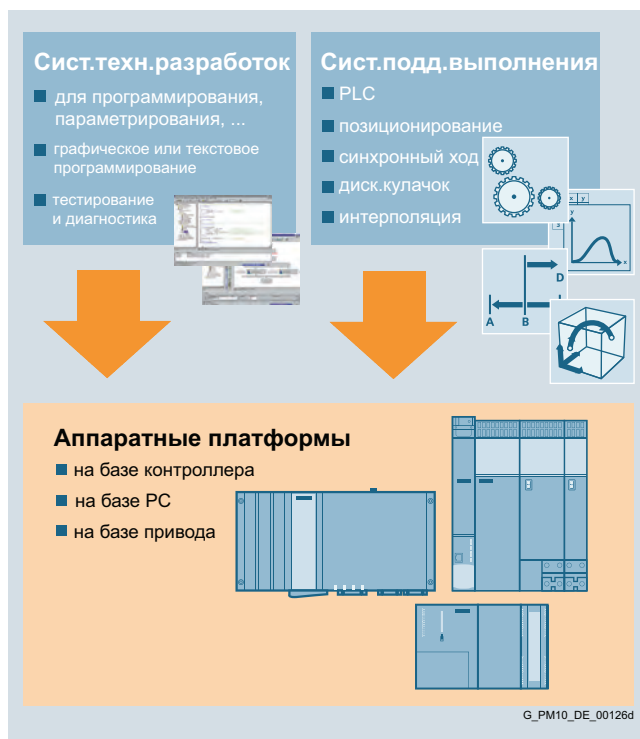 Сист.техн.разработок
для программирования,
параметрирования, ...
графическое или текстовое
программирование
тестирование
и диагностика
Сист.подд.выполнения
PLC
позиционирование
синхронный ход
диск.кулачок
интерполяция
x y
y
3
x
D
A B
Аппаратные платформы
на базе контроллера
на базе PC
на базе привода
G_PM10_DE_00126d